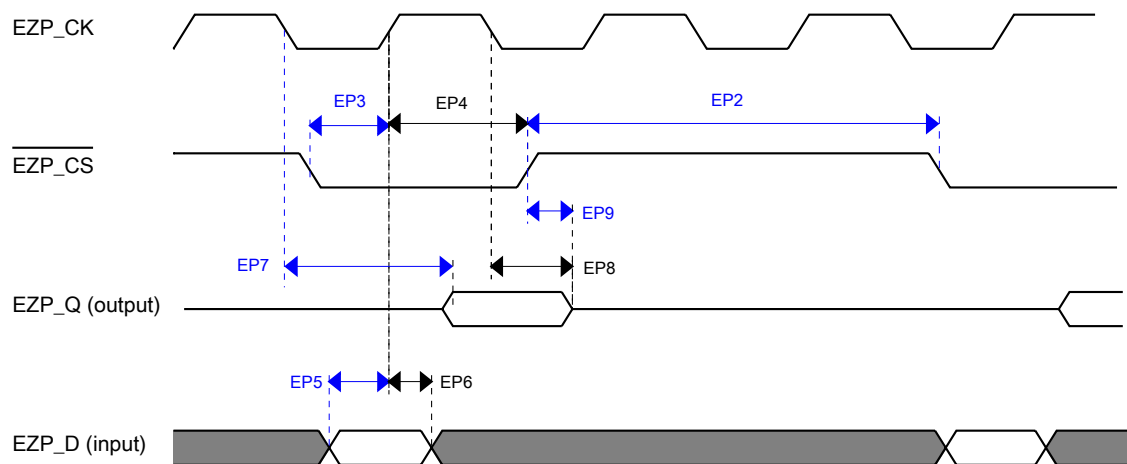 EZP_CK
EP3
EP4
EP2
EZP_CS
EP9
EP7
EP8
EZP_Q (output)
EP5
EP6
EZP_D (input)